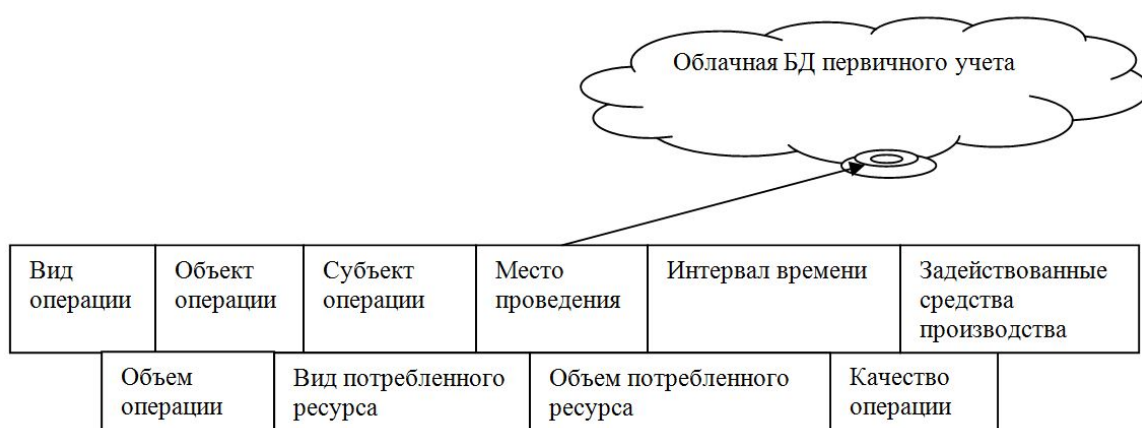 Облачная БД первичного учета
Вид
операции
Объект
операции
Субъект
операции
Место
проведения
Интервал времени
Задействованные
средства
производства
Объем
операции
Вид потребленного
ресурса
Объем потребленного
ресурса
Качество
операции